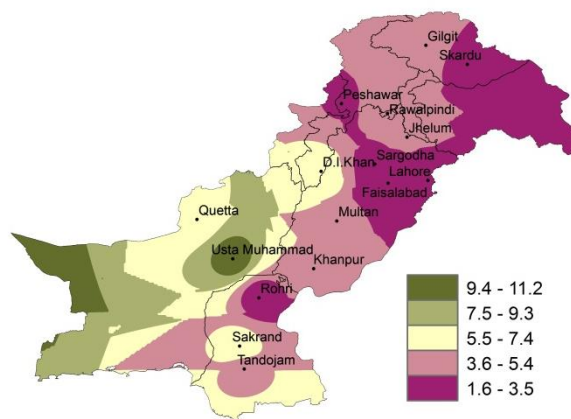 Gilgit
Skardu
Peshawar
Rawalpindi
Jhelum
Sargodha
D.I.Khan
Lahore
Faisalabad
Quetta
Multan
Usta Muhammad
Khanpur
Rohri
Sakrand
Tandojam
9.4 - 11.2
7.5 - 9.3
5.5 - 7.4
3.6 - 5.4
1.6 - 3.5